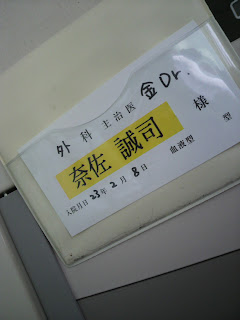 外科主治医 金Dr.
奈佐 誠司 様
入院月日 23年 2月 8日 血液型 型